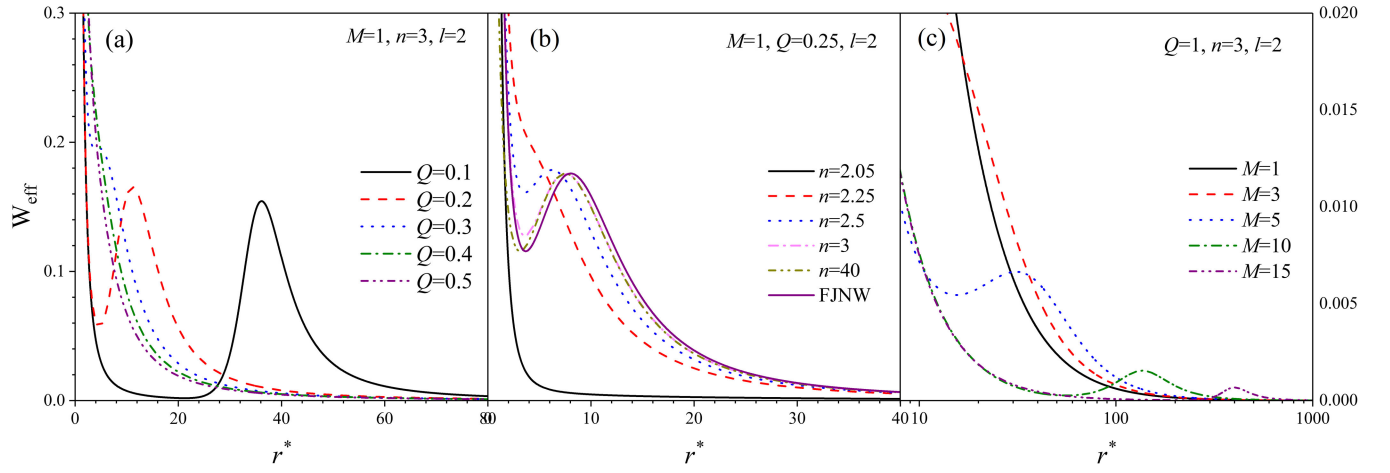 (a)
M=1, n=3, l=2
Q=0.1
Q=0.2
Q=0.3
Q=0.4
Q=0.5
W_eff
0.3
0.2
0.1
0.0
0 20 40 60 80
r*
(b)
M=1, Q=0.25, l=2
n=2.05
n=2.25
n=2.5
n=3
n=40
FJNW
0 10 20 30 40
r*
(c)
Q=1, n=3, l=2
M=1
M=3
M=5
M=10
M=15
0.020
0.015
0.010
0.005
0.000
10 100 1000
r*